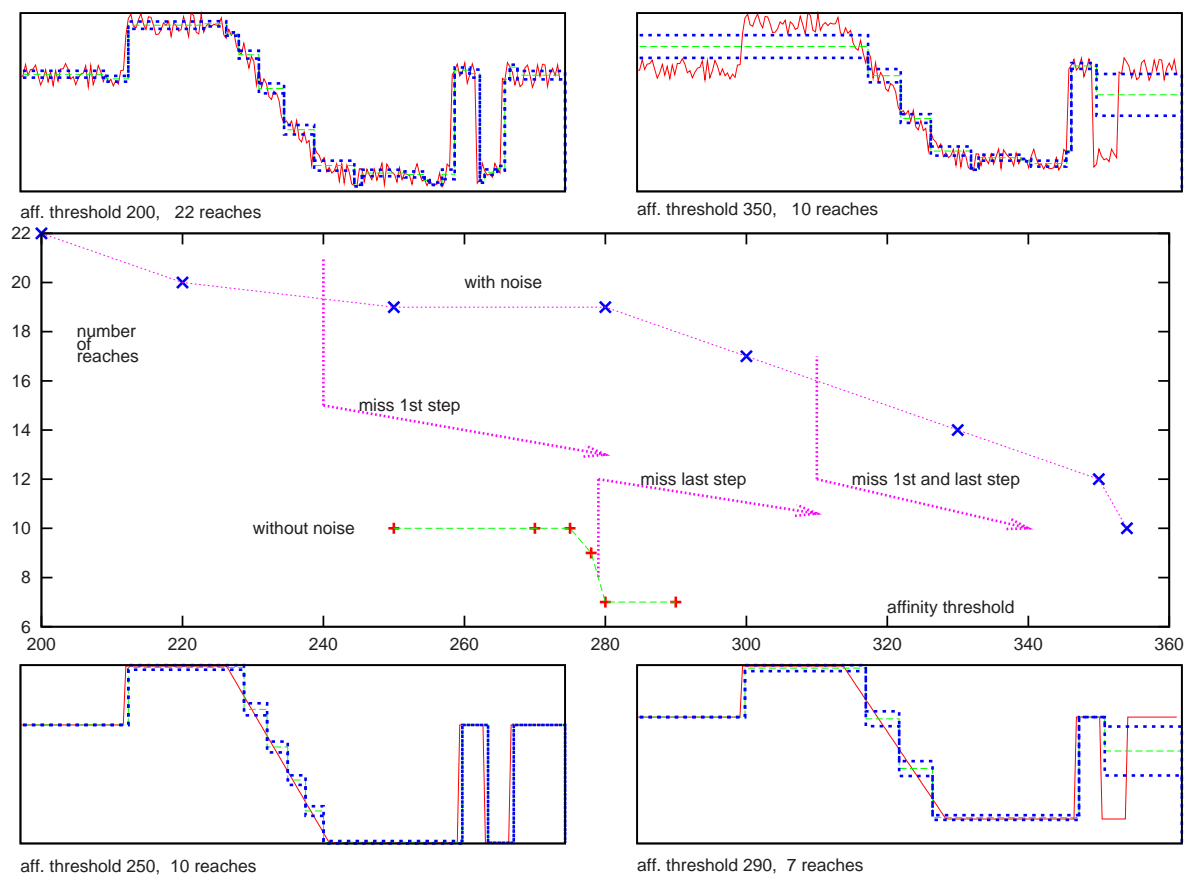 aff. threshold 200, 22 reaches
aff. threshold 350, 10 reaches
22
20
18
16
14
12
10
8
6
with noise
number
of
reaches
miss 1st step
miss last step
miss 1st and last step
without noise
affinity threshold
200 220 240 260 280 300 320 340 360
aff. threshold 250, 10 reaches
aff. threshold 290, 7 reaches